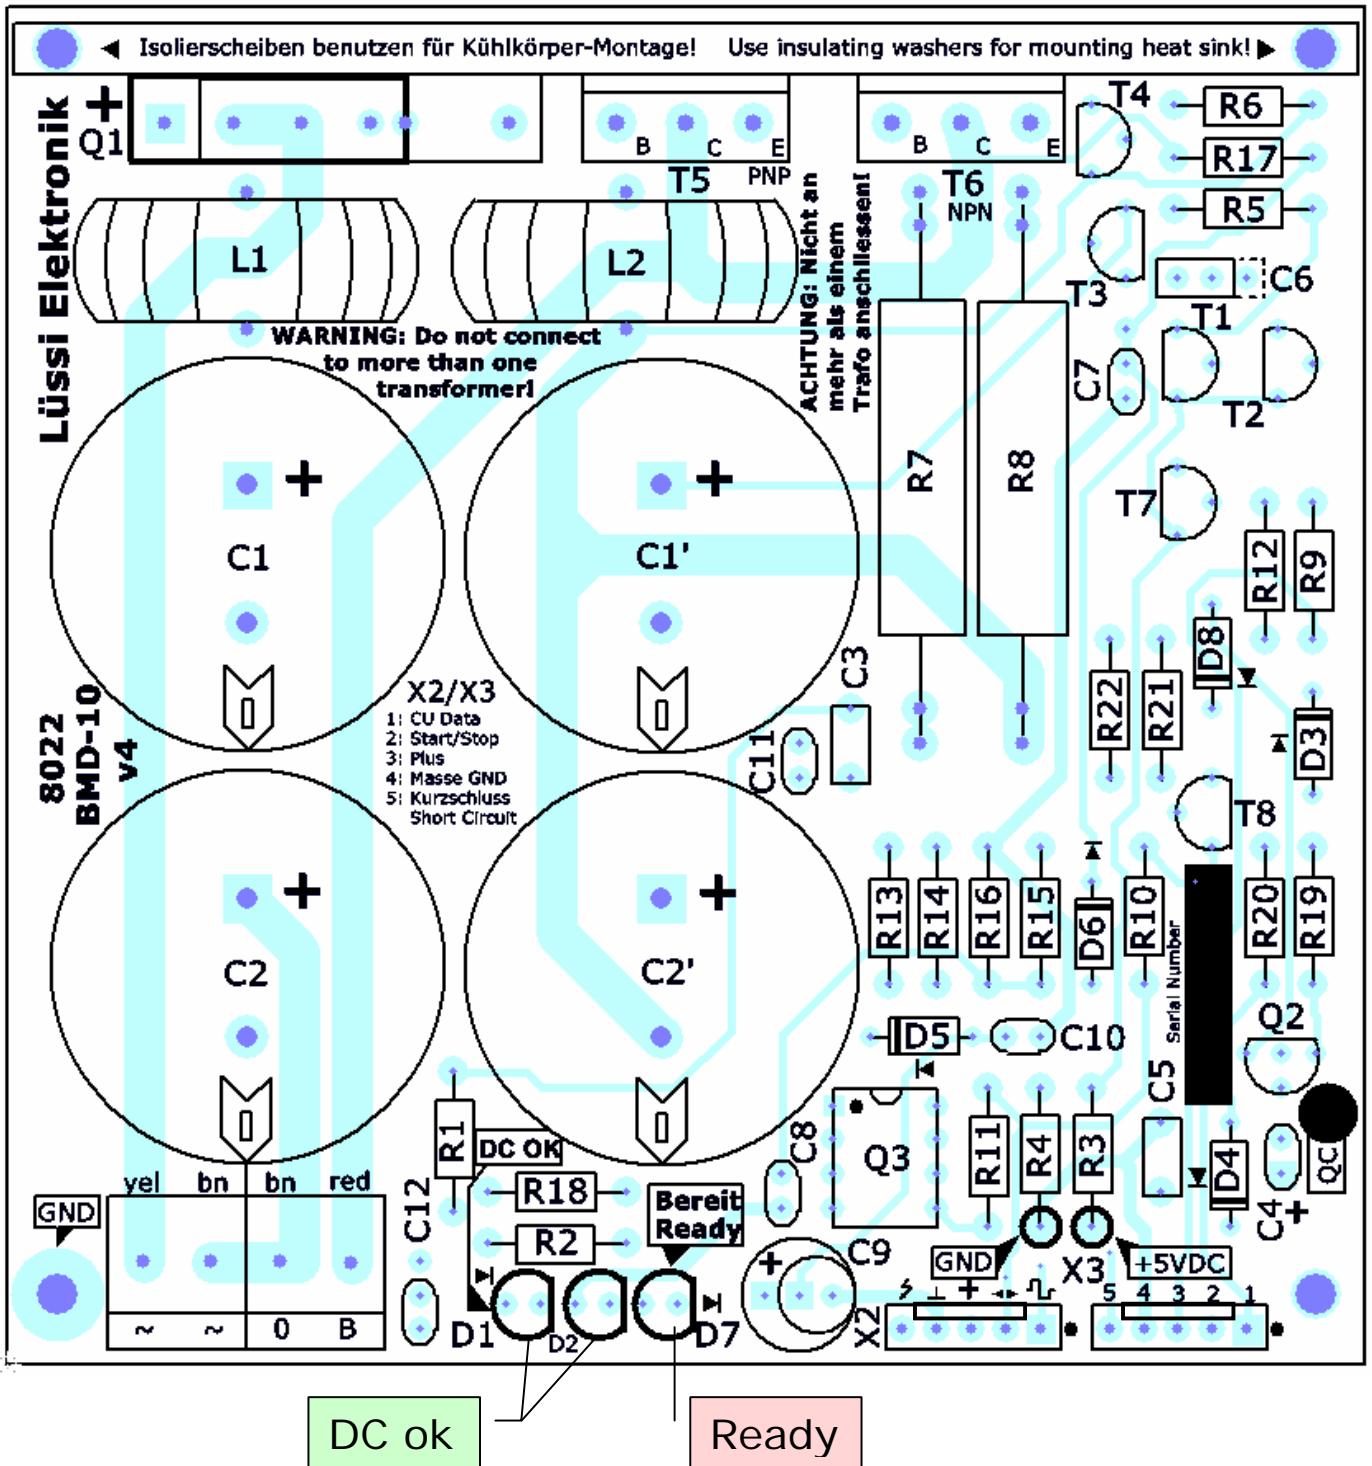 Isolierscheiben benutzen für Kühlkörper-Montage! Use insulating washers for mounting heat sink!
Lüssi Elektronik
+
Q1
B C E
T5 PNP
B C E
T6
NPN
T4
R6
R17
R5
L1
L2
T3
C6
WARNING: Do not connect
to more than one
transformer!
ACHTUNG: Nicht an
mehr als einem
Trafo anschliessen!
T1
C7
T2
+
C1
+
C1'
R7
R8
T7
R12
R9
D8
C3
R22
R21
D3
8022
BMD-10
v4
X2/X3
1: CU Data
2: Start/Stop
3: Plus
4: Masse GND
5: Kurzschluss
Short Circuit
C11
T8
+
C2
+
C2'
R13
R14
R16
R15
D6
R10
Serial Number
R20
R19
D5
C10
Q2
C5
R1
DC OK
C8
Q3
R11
R4
R3
D4
C4
+
QC
yel bn bn red
GND
C12
R18
R2
Bereit
Ready
C9
+
GND
X3
+5VDC
~ ~ 0 B
D1
D2
D7
X2
⊥ +
5 4 3 2 1
DC ok
Ready